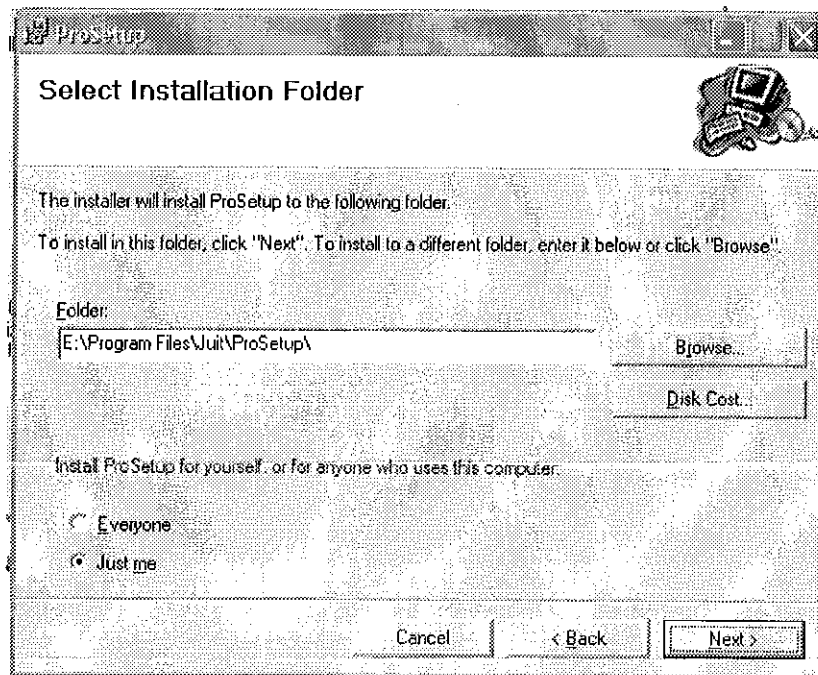 ProSetup
Select Installation Folder
The installer will install ProSetup to the following folder.
To install in this folder, click "Next". To install to a different folder, enter it below or click "Browse".
Folder:
E:\Program Files\Juit\ProSetup\
Browse...
Disk Cost...
Install ProSetup for yourself, or for anyone who uses this computer:
Everyone
Just me
Cancel
< Back
Next >